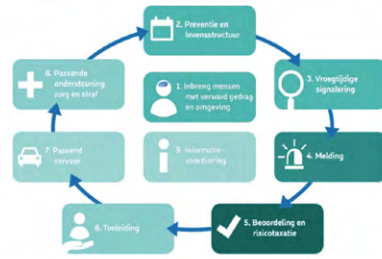 2. Preventie en
levensstructuur
8. Passende
ondersteuning,
zorg en straf
1. Inbreng mensen
met verward gedrag
en omgeving
3. Vroegtijdige
signalering
7. Passend
vervoer
9. Informatie-
voorziening
4. Melding
6. Toeleiding
5. Beoordeling en
risicotaxatie